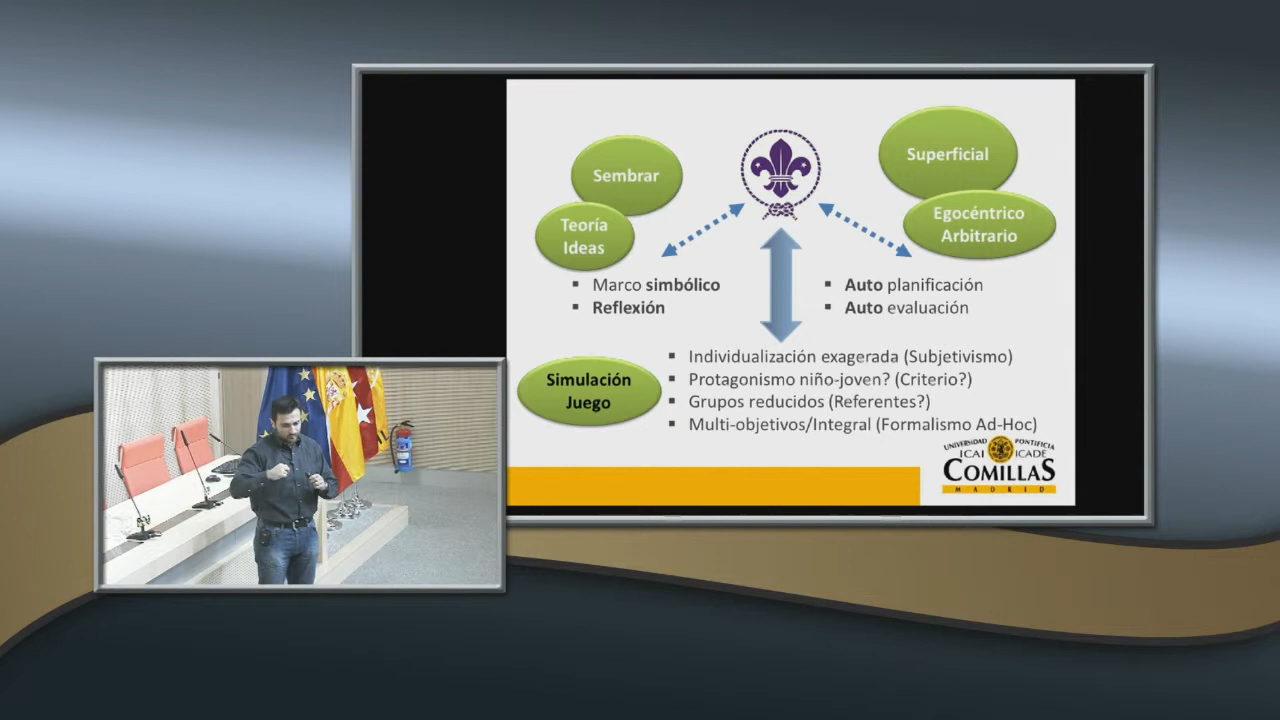 Sembrar
Teoría
Ideas
Superficial
Egocéntrico
Arbitrario
▪ Marco simbólico
▪ Reflexión
▪ Auto planificación
▪ Auto evaluación
Simulación
Juego
▪ Individualización exagerada (Subjetivismo)
▪ Protagonismo niño-joven? (Criterio?)
▪ Grupos reducidos (Referentes?)
▪ Multi-objetivos/Integral (Formalismo Ad-Hoc)
UNIVERSIDAD PONTIFICIA
ICAI ICADE
COMILLAS
MADRID